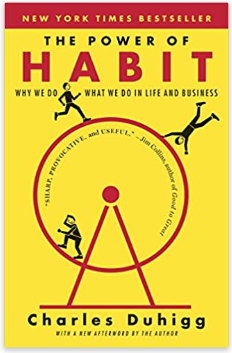 NEW YORK TIMES BESTSELLER
THE POWER OF
HABIT
WHY WE DO WHAT WE DO IN LIFE AND BUSINESS
"SHARP, PROVOCATIVE, and USEFUL." —Jim Collins, author of Good to Great
Charles Duhigg
WITH A NEW AFTERWORD BY THE AUTHOR